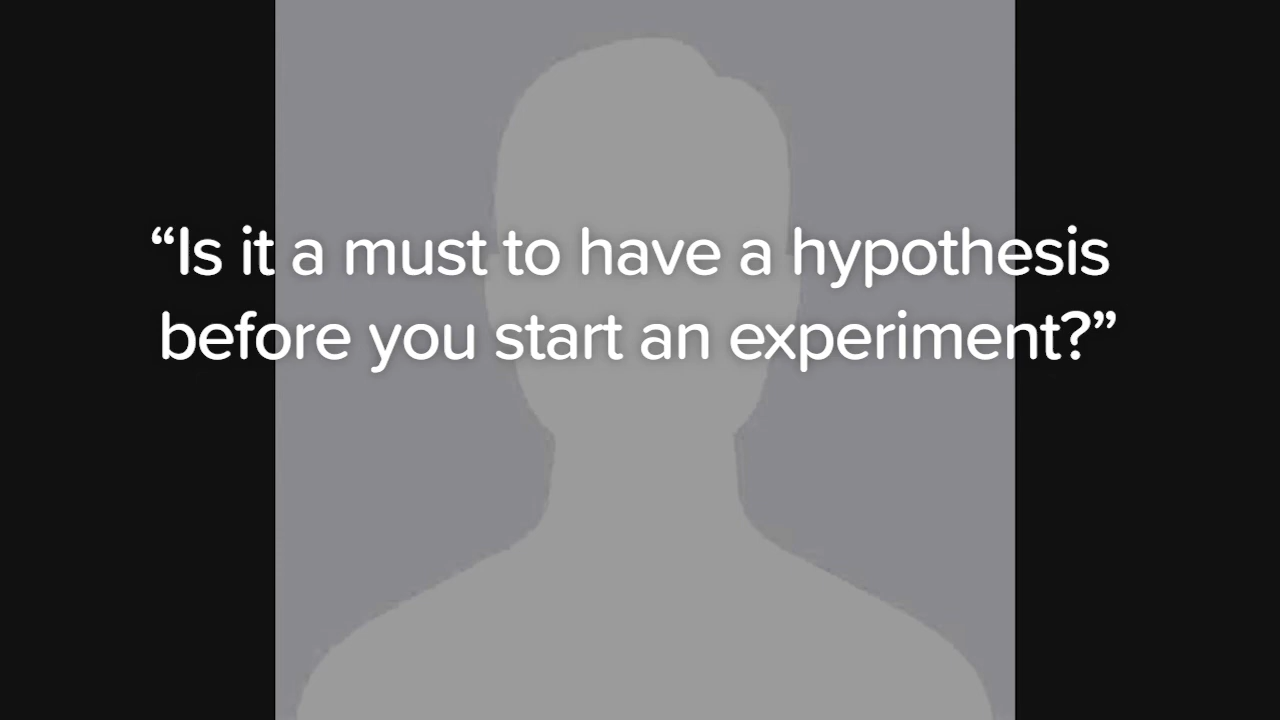 “Is it a must to have a hypothesis
before you start an experiment?”